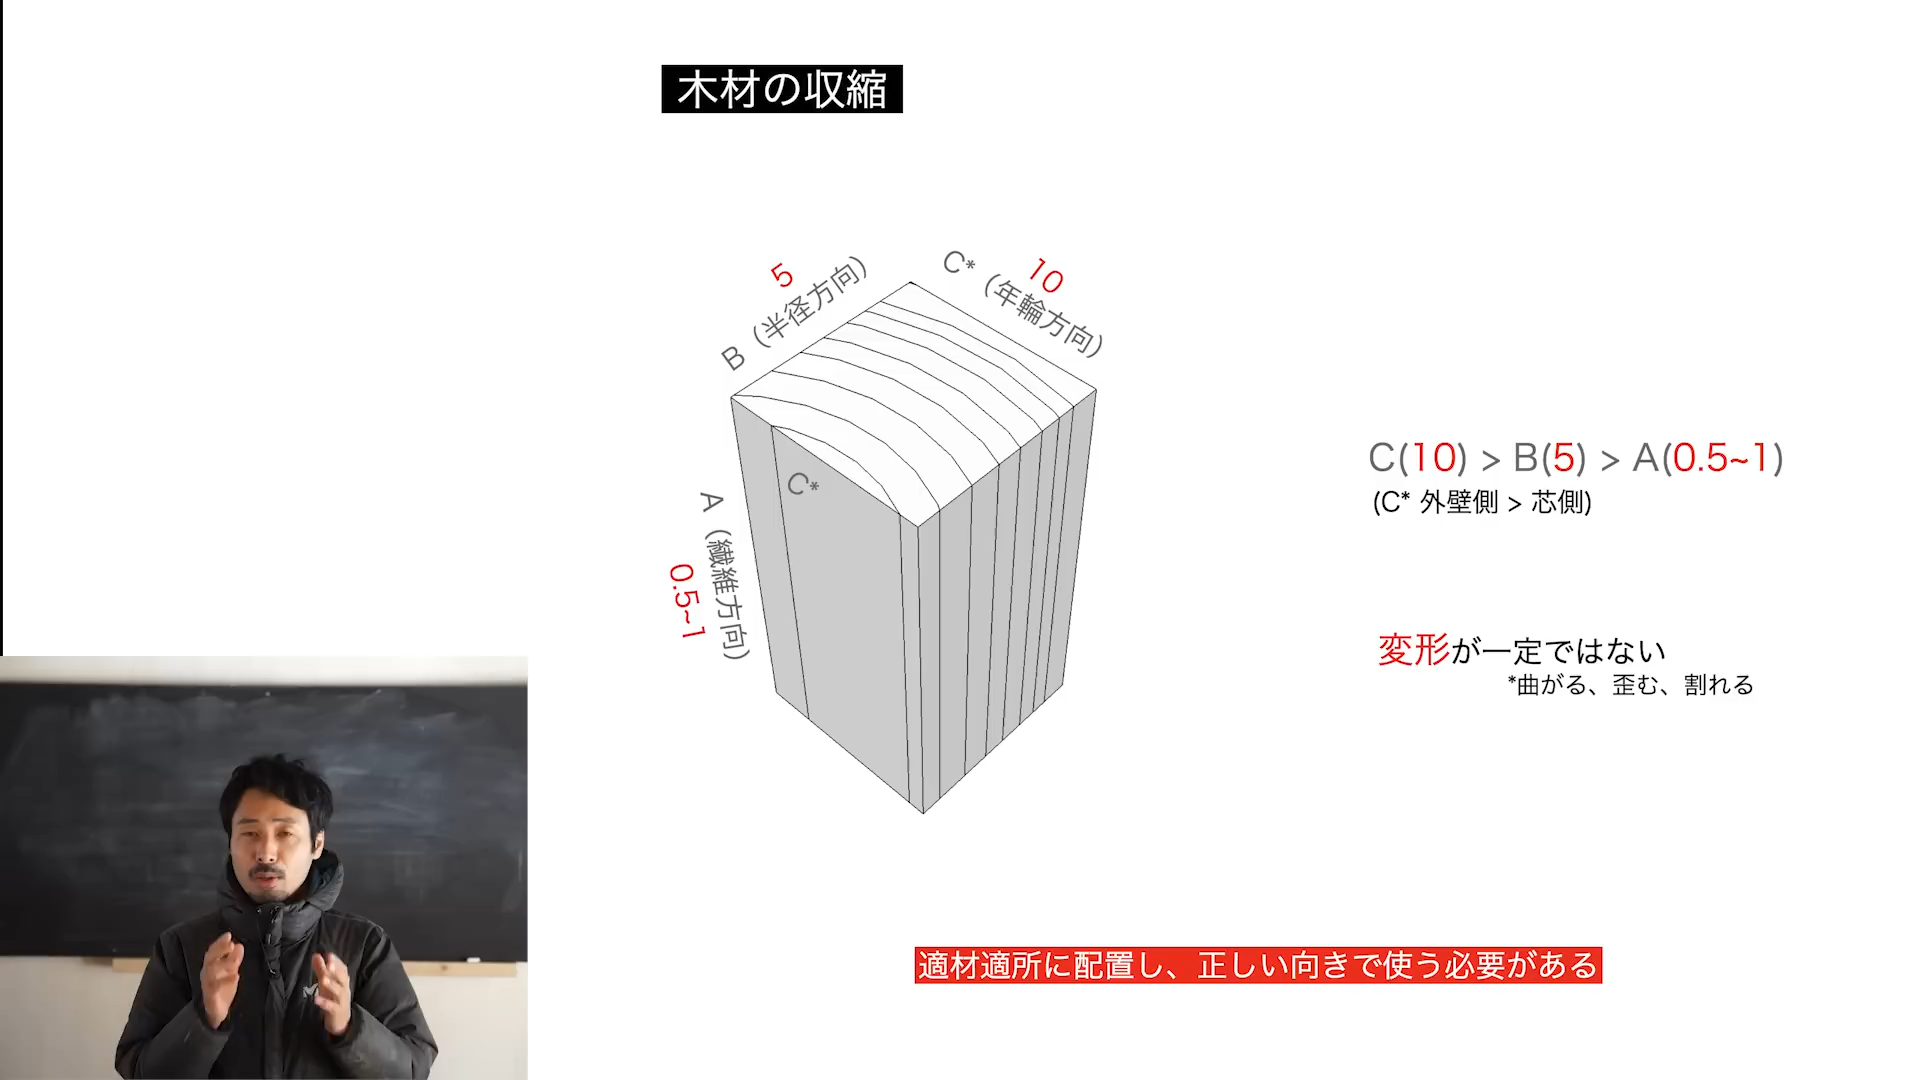 木材の収縮
5
B（半径方向）
10
C*（年輪方向）
C*
A（繊維方向）
0.5~1
C(10) > B(5) > A(0.5~1)
(C* 外壁側 > 芯側)
変形が一定ではない
*曲がる、歪む、割れる
適材適所に配置し、正しい向きで使う必要がある